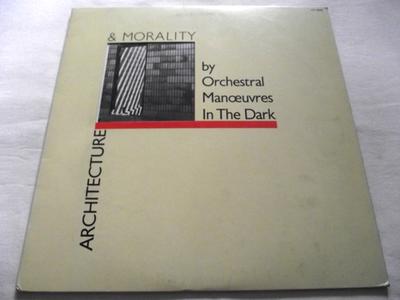 ARCHITECTURE
& MORALITY
by
Orchestral
Manœuvres
In The Dark